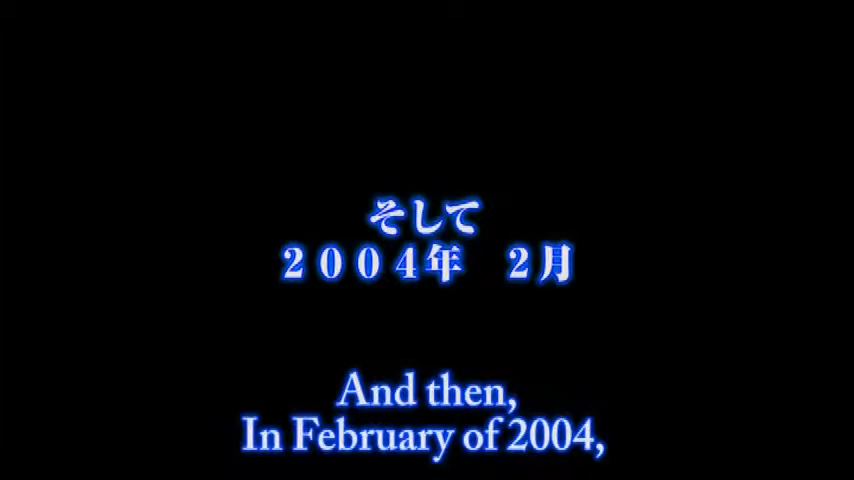 そして
２００４年　２月
And then,
In February of 2004,